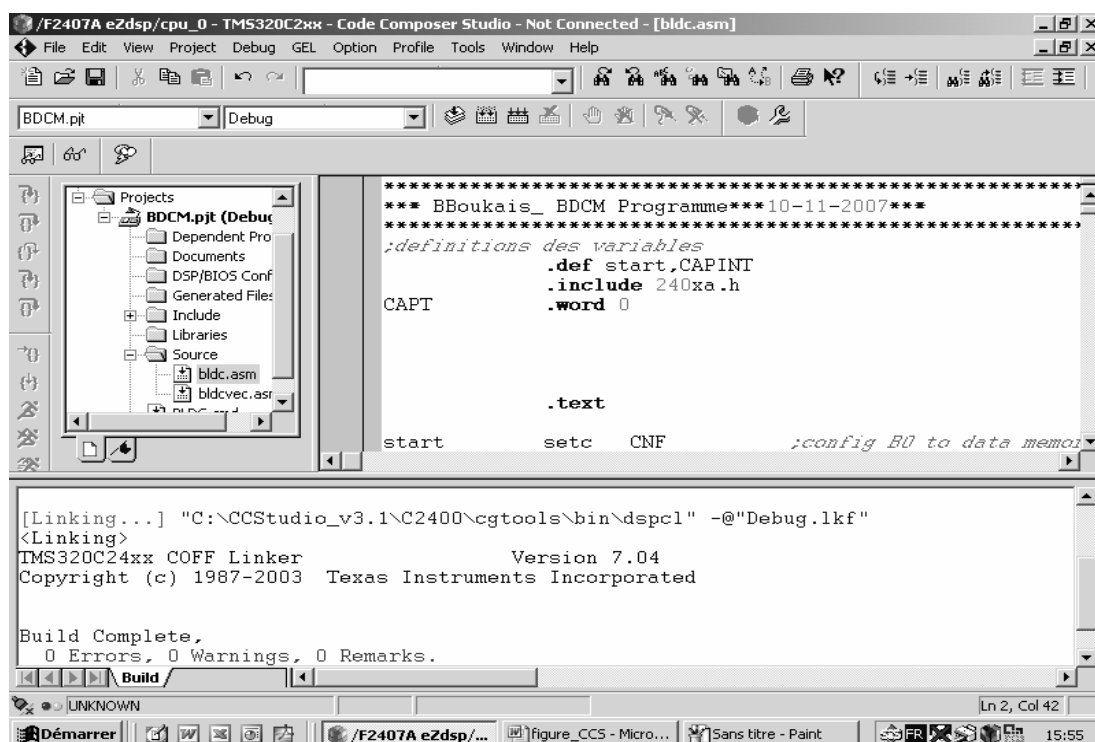 /F2407A eZdsp/cpu_0 - TMS320C2xx - Code Composer Studio - Not Connected - [bldc.asm]
File Edit View Project Debug GEL Option Profile Tools Window Help
BDCM.pjt Debug
Projects
BDCM.pjt (Debug
Dependent Pro
Documents
DSP/BIOS Conf
Generated Files
Include
Libraries
Source
bldc.asm
bldcvec.asr
************************************************************
*** BBoukais_ BDCM Programme***10-11-2007***
************************************************************
;definitions des variables
.def start,CAPINT
.include 240xa.h
CAPT .word 0
.text
start setc CNF ;config B0 to data memoi
[Linking...] "C:\CCStudio_v3.1\C2400\cgtools\bin\dspcl" -@"Debug.lkf"
<Linking>
TMS320C24xx COFF Linker Version 7.04
Copyright (c) 1987-2003 Texas Instruments Incorporated
Build Complete,
0 Errors, 0 Warnings, 0 Remarks.
Build
UNKNOWN Ln 2, Col 42
Démarrer /F2407A eZdsp/... figure_CCS - Micro... Sans titre - Paint FR 15:55